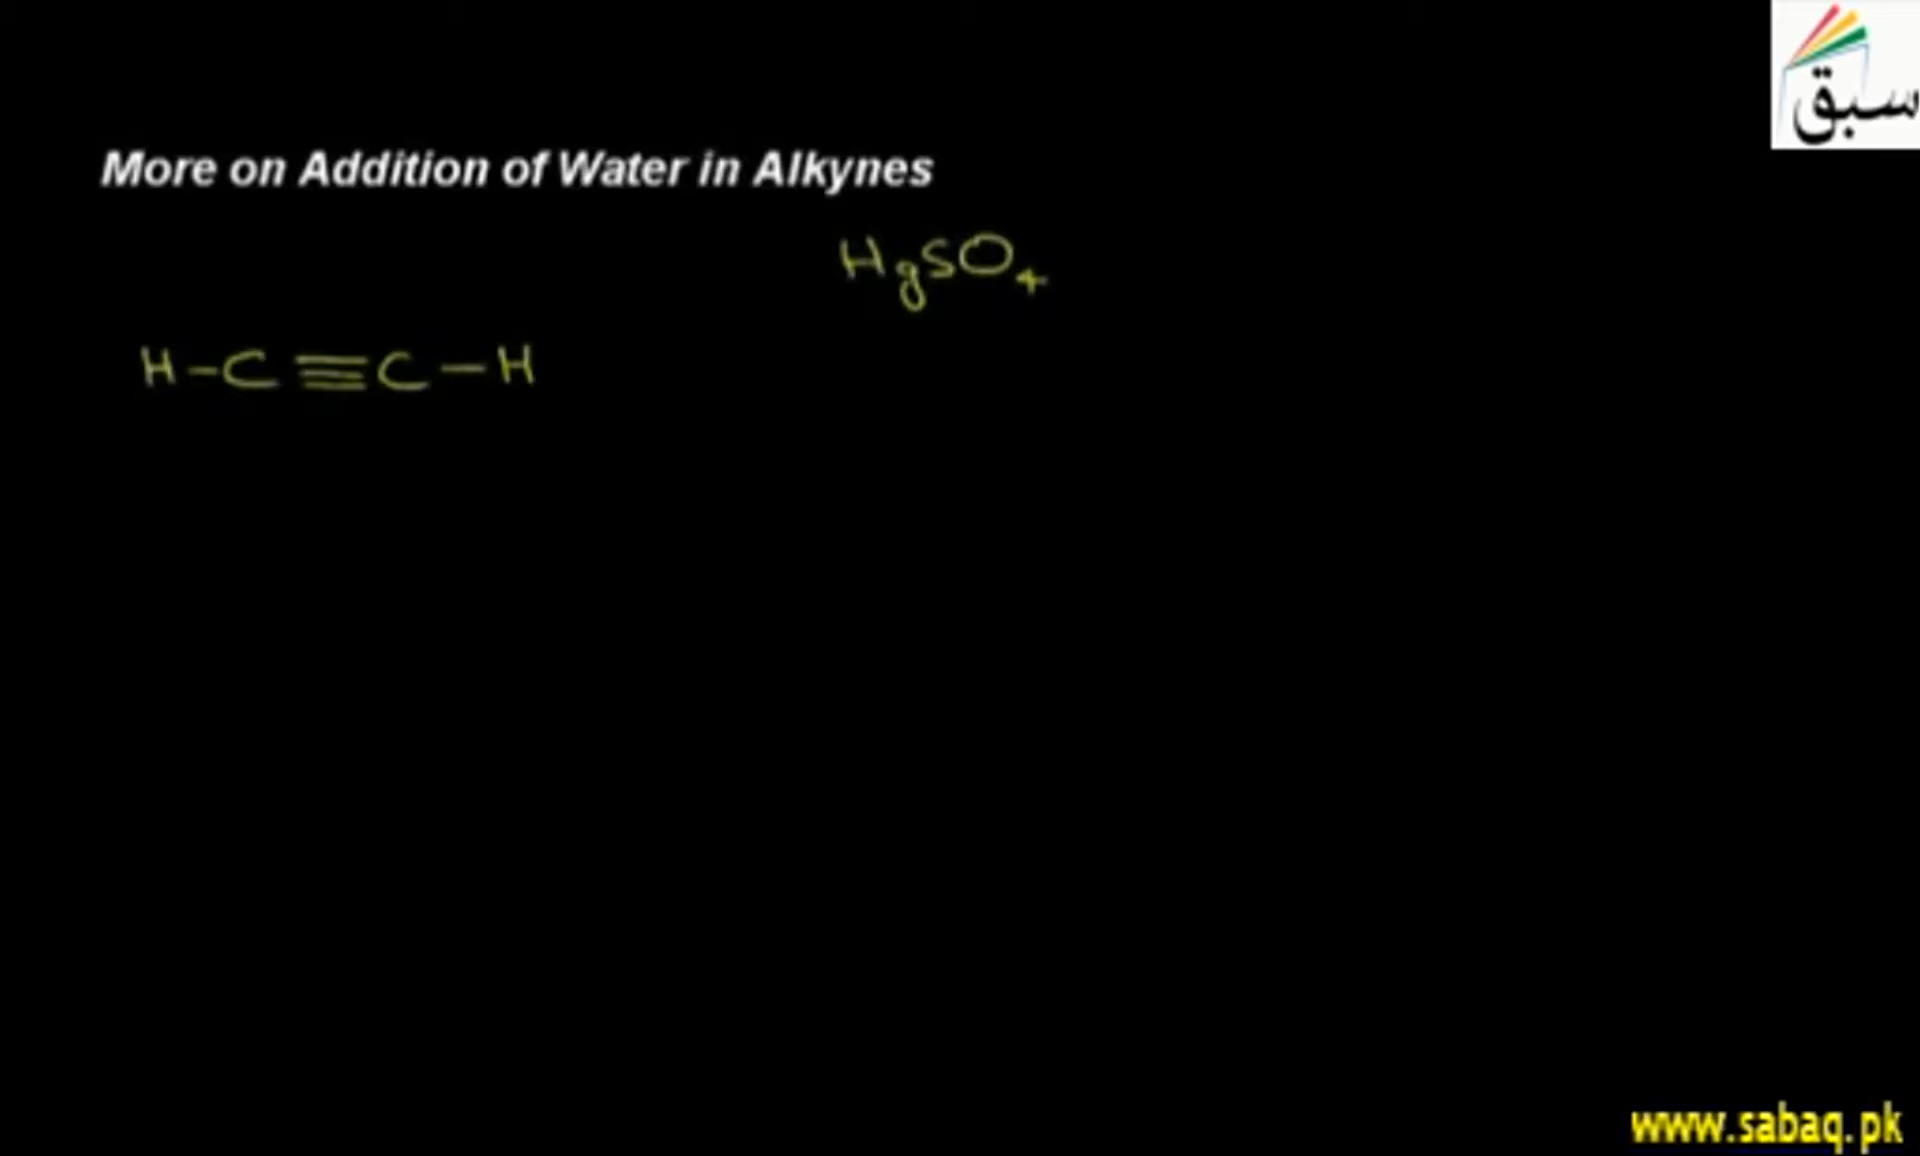 سبق
More on Addition of Water in Alkynes
HgSO4
H-C≡C-H
www.sabaq.pk